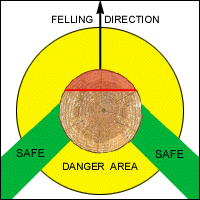 FELLING DIRECTION
SAFE SAFE
DANGER AREA